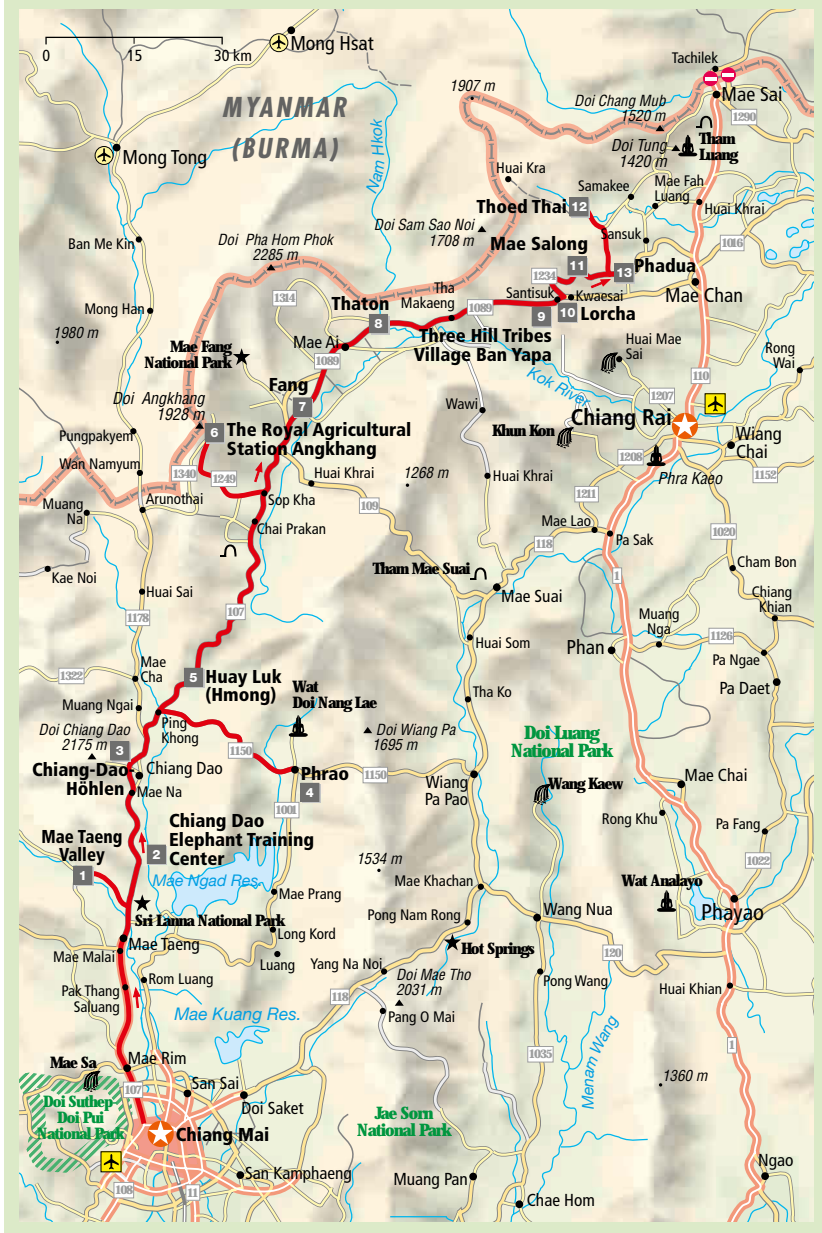 0 15 30 km
Mong Hsat
MYANMAR
(BURMA)
Mong Tong
Nam Hkok
1907 m
Tachilek
Mae Sai
Doi Chang Mub
1520 m
1290
Doi Tung
1420 m
Tham
Luang
Huai Kra
Samakee
Mae Fah
Luang
Huai Khrai
Thoed Thai
12
Ban Me Kin
Doi Pha Hom Phok
2285 m
Doi Sam Sao Noi
1708 m
Sansuk
1016
Mae Salong
11
13
Phadua
1234
Mae Chan
1314
Tha
Makaeng
Santisuk
Kwaesai
Mong Han
Thaton
8
1089
9
10
Lorcha
1980 m
Mae Ai
Three Hill Tribes
Village Ban Yapa
Huai Mae
Sai
Mae Fang
National Park
1089
Rong
Wai
Fang
7
Kok River
110
1207
Doi Angkhang
1928 m
Wawi
Chiang Rai
Pungpakyem
6
The Royal Agricultural
Station Angkhang
Khun Kon
Wiang
Chai
Wan Namyum
1208
Phra Kaeo
1152
1340
1249
Huai Khrai
1268 m
Huai Khrai
Muang
Na
Arunothai
Sop Kha
109
1211
Chai Prakan
Mae Lao
1020
118
Pa Sak
Kae Noi
Tham Mae Suai
1
Cham Bon
Huai Sai
Mae Suai
Chiang
Khian
107
1178
Muang
Nga
1126
Huai Som
Phan
Pa Ngae
Mae
Cha
1322
5
Huay Luk
(Hmong)
Pa Daet
Muang Ngai
Wat
Doi Nang Lae
Tha Ko
Ping
Khong
Doi Chiang Dao
2175 m
Doi Wiang Pa
1695 m
Doi Luang
National Park
3
1150
Chiang-Dao-
Höhlen
Chiang Dao
Phrao
4
1150
Wiang
Pa Pao
Mae Chai
Mae Na
Wang Kaew
1001
Rong Khu
Pa Fang
Mae Taeng
Valley
1
2
Chiang Dao
Elephant Training
Center
1534 m
1022
Mae Ngad Res.
Mae Prang
Mae Khachan
Wat Analayo
Sri Lanna National Park
Pong Nam Rong
Wang Nua
Phayao
Mae Taeng
Long Kord
Hot Springs
120
Mae Malai
Luang
Yang Na Noi
Rom Luang
Doi Mae Tho
2031 m
Pong Wang
Pak Thang
Saluang
118
Huai Khian
Mae Kuang Res.
Pang O Mai
Menam Wang
1
Mae Rim
1035
Mae Sa
107
San Sai
1360 m
Doi Suthep-
Doi Pui
National Park
Doi Saket
Jae Sorn
National Park
Chiang Mai
Ngao
San Kamphaeng
Muang Pan
108
11
Chae Hom